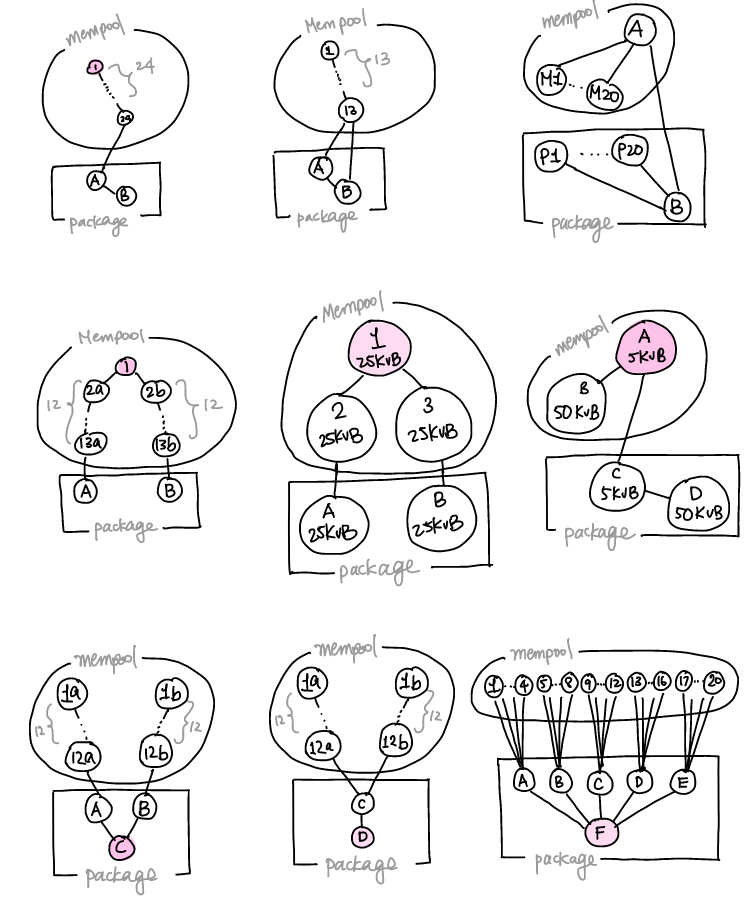 mempool
1
24
24
A
B
package
Mempool
1
13
13
A
B
package
mempool
A
M1 .... M20
P1 .... P20
B
package
Mempool
1
2a 2b
12 12
13a 13b
A B
package
Mempool
1
25KvB
2 3
25KvB 25KvB
A B
25KvB 25KvB
package
mempool
A
5KvB
B
50KvB
C
5KvB
D
50KvB
package
mempool
1a 1b
12 12
12a 12b
A B
C
package
mempool
1a 1b
12 12
12a 12b
C
D
package
mempool
1 ... 4 5 ... 8 9 ... 12 13 ... 16 17 ... 20
A B C D E
F
package